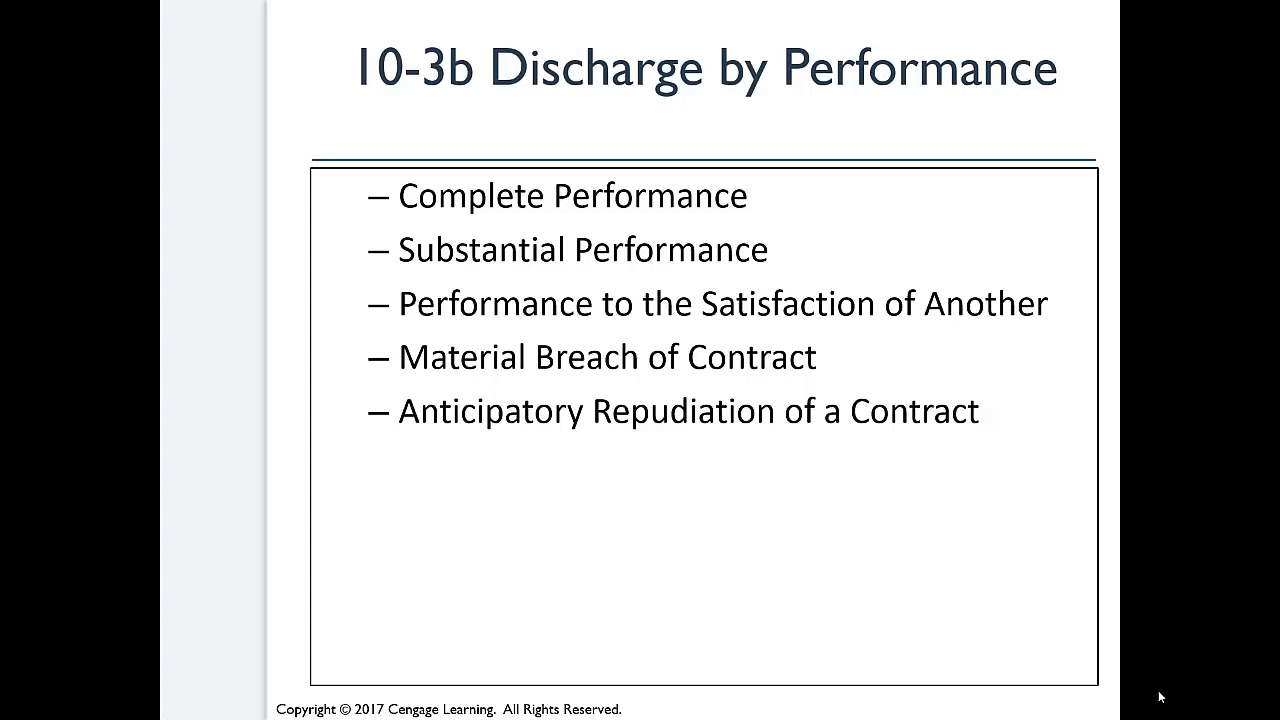 10-3b Discharge by Performance
– Complete Performance
– Substantial Performance
– Performance to the Satisfaction of Another
– Material Breach of Contract
– Anticipatory Repudiation of a Contract
Copyright © 2017 Cengage Learning. All Rights Reserved.